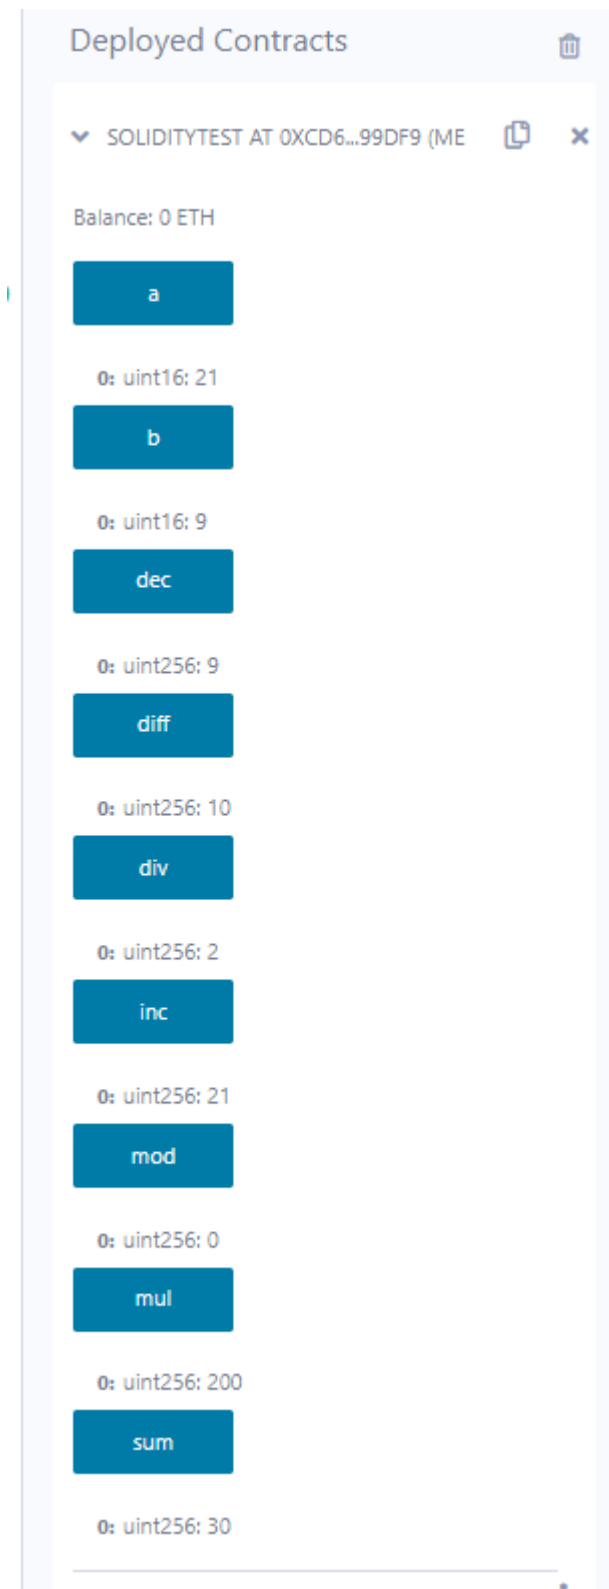 Deployed Contracts
SOLIDITYTEST AT 0XCD6...99DF9 (ME
Balance: 0 ETH
a
0: uint16: 21
b
0: uint16: 9
dec
0: uint256: 9
diff
0: uint256: 10
div
0: uint256: 2
inc
0: uint256: 21
mod
0: uint256: 0
mul
0: uint256: 200
sum
0: uint256: 30